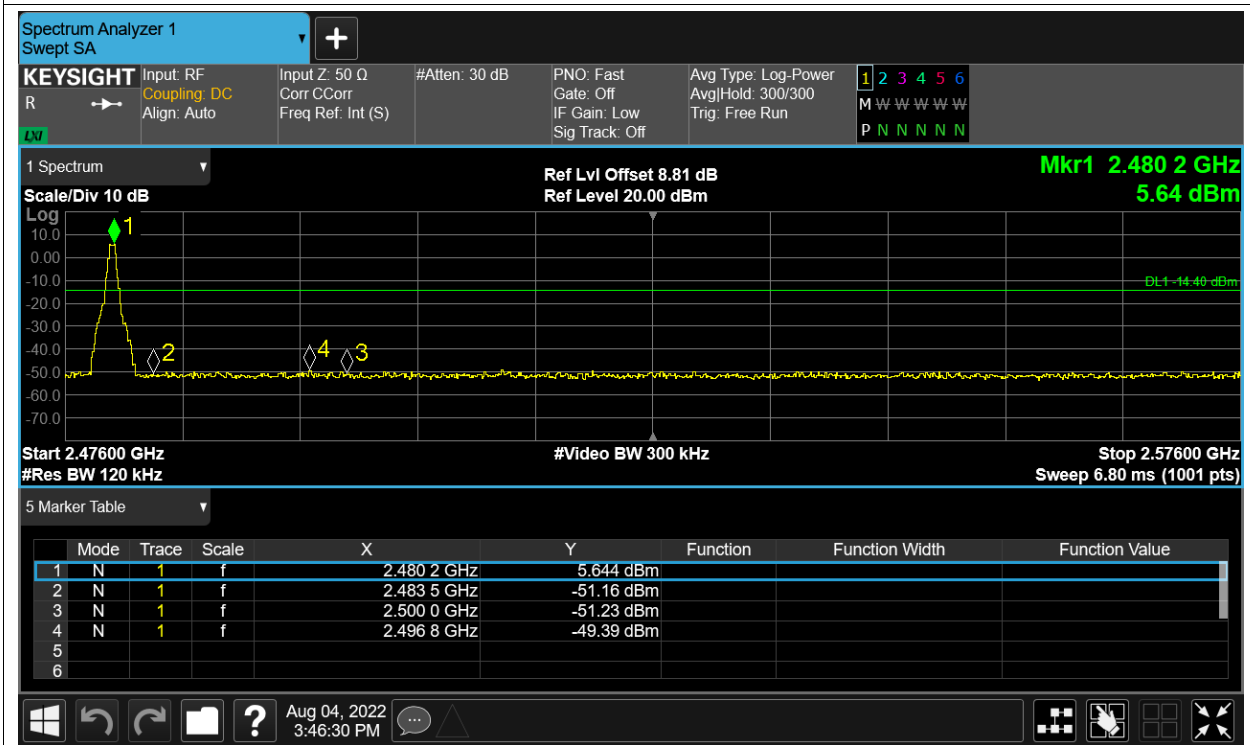 Spectrum Analyzer 1
Swept SA
KEYSIGHT
R
LXI
Input: RF
Coupling: DC
Align: Auto
Input Z: 50 Ω
Corr CCorr
Freq Ref: Int (S)
#Atten: 30 dB
PNO: Fast
Gate: Off
IF Gain: Low
Sig Track: Off
Avg Type: Log-Power
Avg|Hold: 300/300
Trig: Free Run
1 2 3 4 5 6
M W W W W W
P N N N N N
1 Spectrum
Scale/Div 10 dB
Ref Lvl Offset 8.81 dB
Ref Level 20.00 dBm
Mkr1 2.480 2 GHz
5.64 dBm
Log
10.0
0.00
-10.0
-20.0
-30.0
-40.0
-50.0
-60.0
-70.0
1
DL1 -14.40 dBm
2
4
3
Start 2.47600 GHz
#Video BW 300 kHz
Stop 2.57600 GHz
#Res BW 120 kHz
Sweep 6.80 ms (1001 pts)
5 Marker Table
Mode Trace Scale X Y Function Function Width Function Value
1 N 1 f 2.480 2 GHz 5.644 dBm
2 N 1 f 2.483 5 GHz -51.16 dBm
3 N 1 f 2.500 0 GHz -51.23 dBm
4 N 1 f 2.496 8 GHz -49.39 dBm
5
6
?
Aug 04, 2022
3:46:30 PM